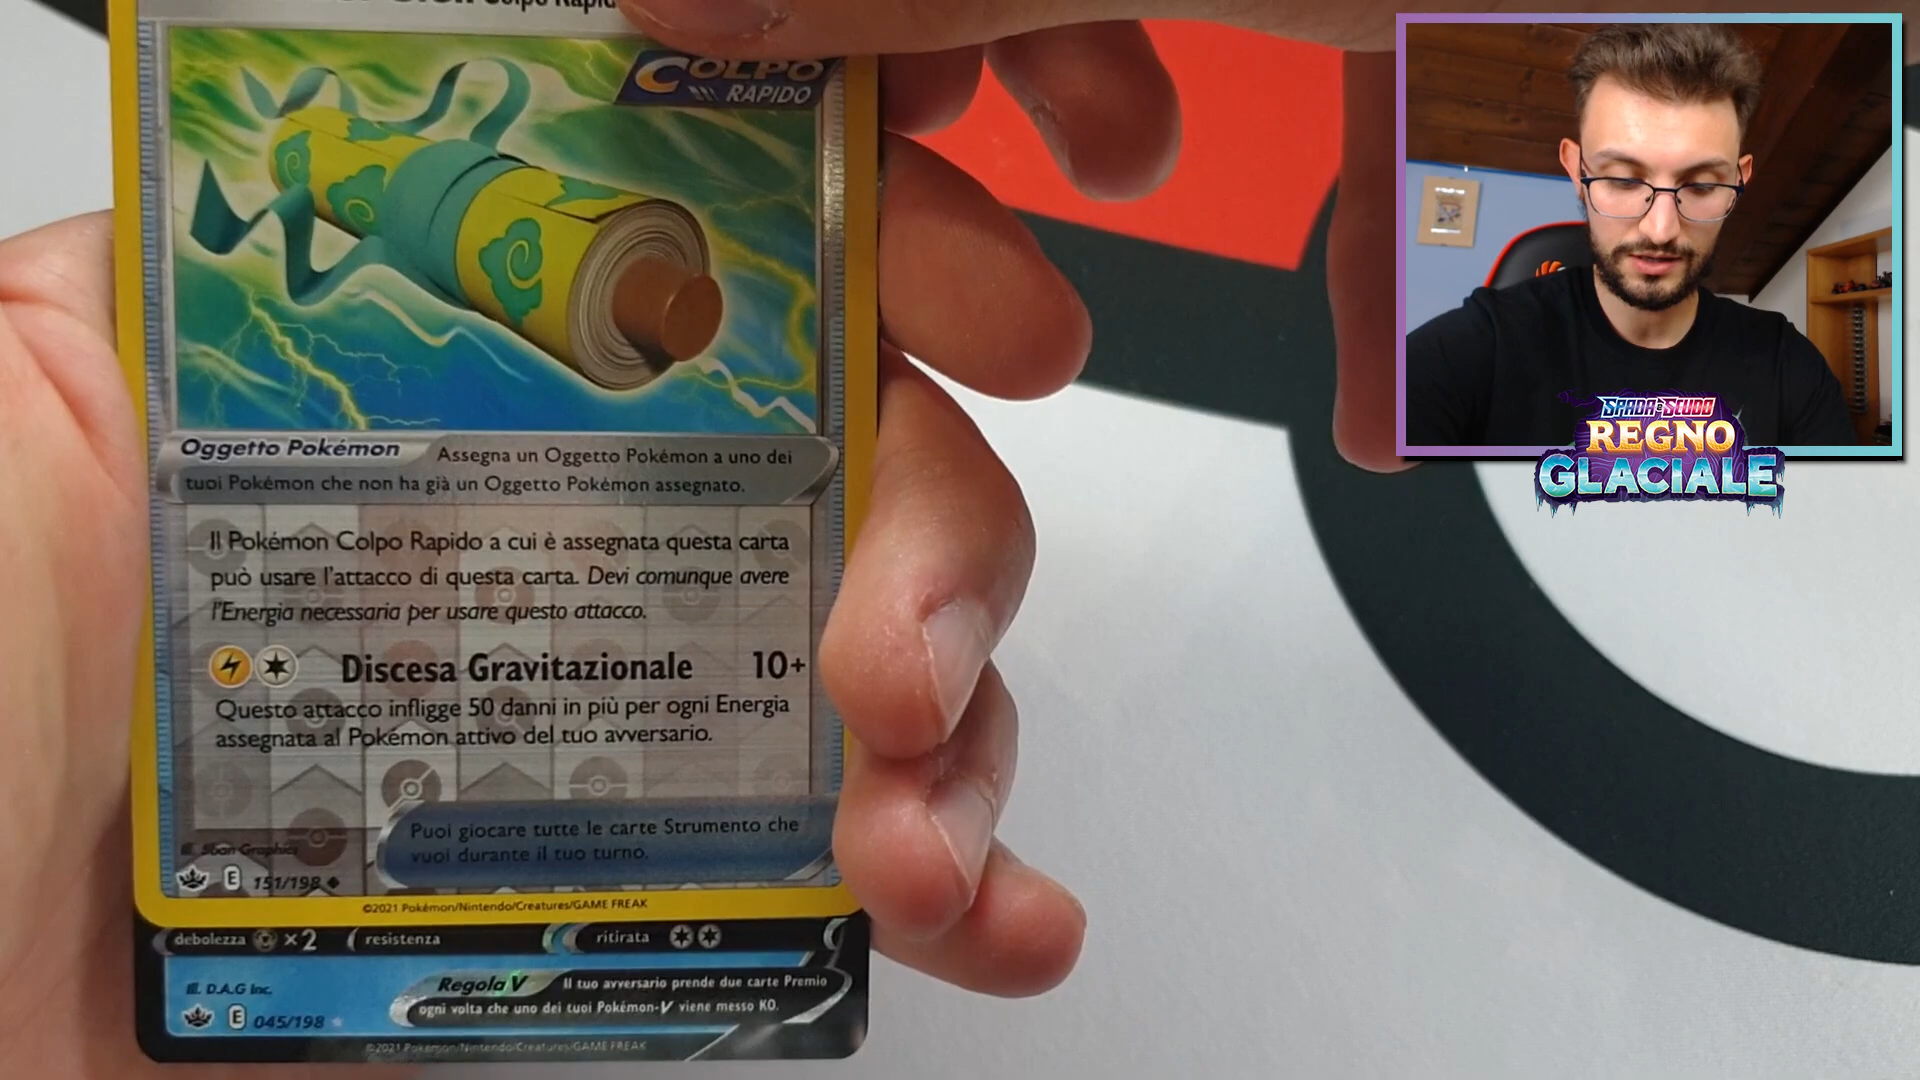 Colpo Rapid
COLPO
RAPIDO
Oggetto Pokémon Assegna un Oggetto Pokémon a uno dei
tuoi Pokémon che non ha già un Oggetto Pokémon assegnato.
Il Pokémon Colpo Rapido a cui è assegnata questa carta
può usare l'attacco di questa carta. Devi comunque avere
l'Energia necessaria per usare questo attacco.
Discesa Gravitazionale 10+
Questo attacco infligge 50 danni in più per ogni Energia
assegnata al Pokémon attivo del tuo avversario.
Puoi giocare tutte le carte Strumento che
vuoi durante il tuo turno.
Ill. 5ban Graphics
E 151/198
©2021 Pokémon/Nintendo/Creatures/GAME FREAK
debolezza ×2 resistenza ritirata
Ill. D.A.G Inc.
Regola V Il tuo avversario prende due carte Premio
ogni volta che uno dei tuoi Pokémon-V viene messo KO.
E 045/198
©2021 Pokémon/Nintendo/Creatures/GAME FREAK
SPADA E SCUDO
REGNO
GLACIALE